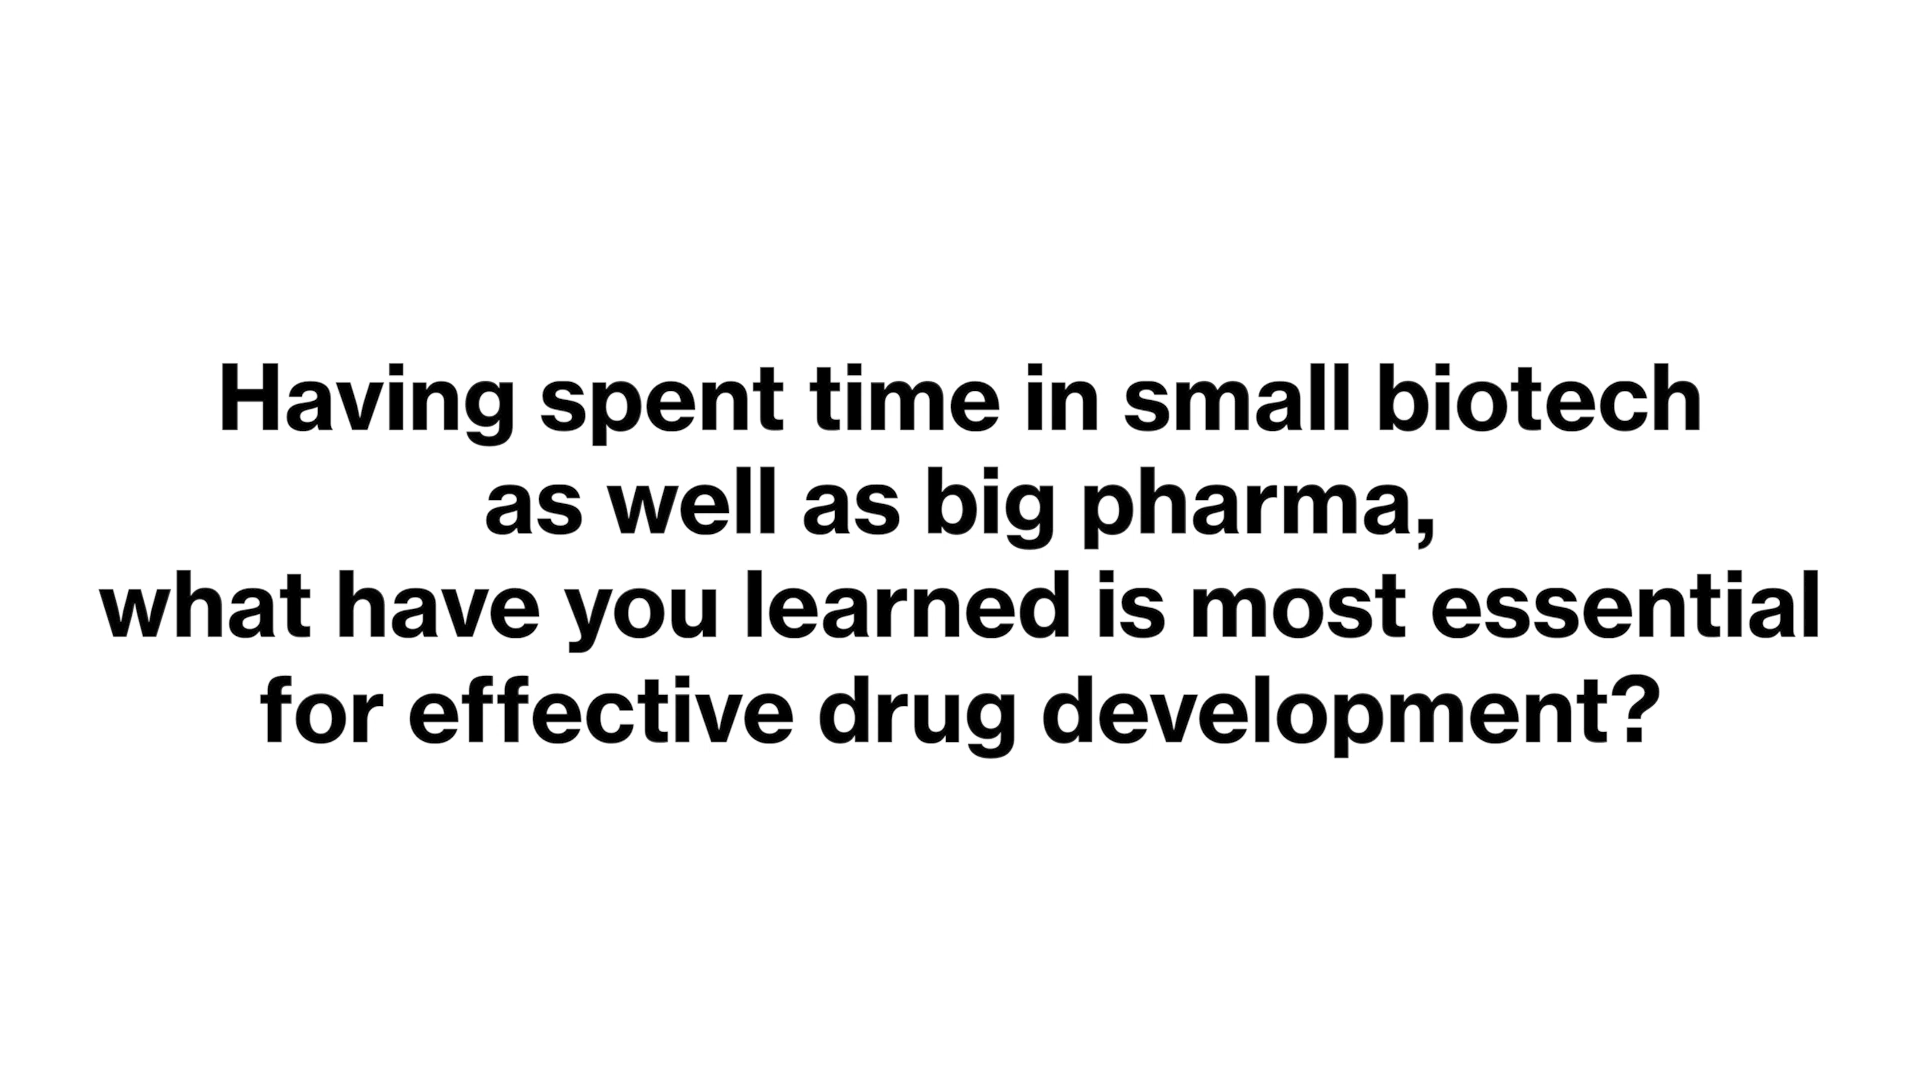 Having spent time in small biotech
as well as big pharma,
what have you learned is most essential
for effective drug development?